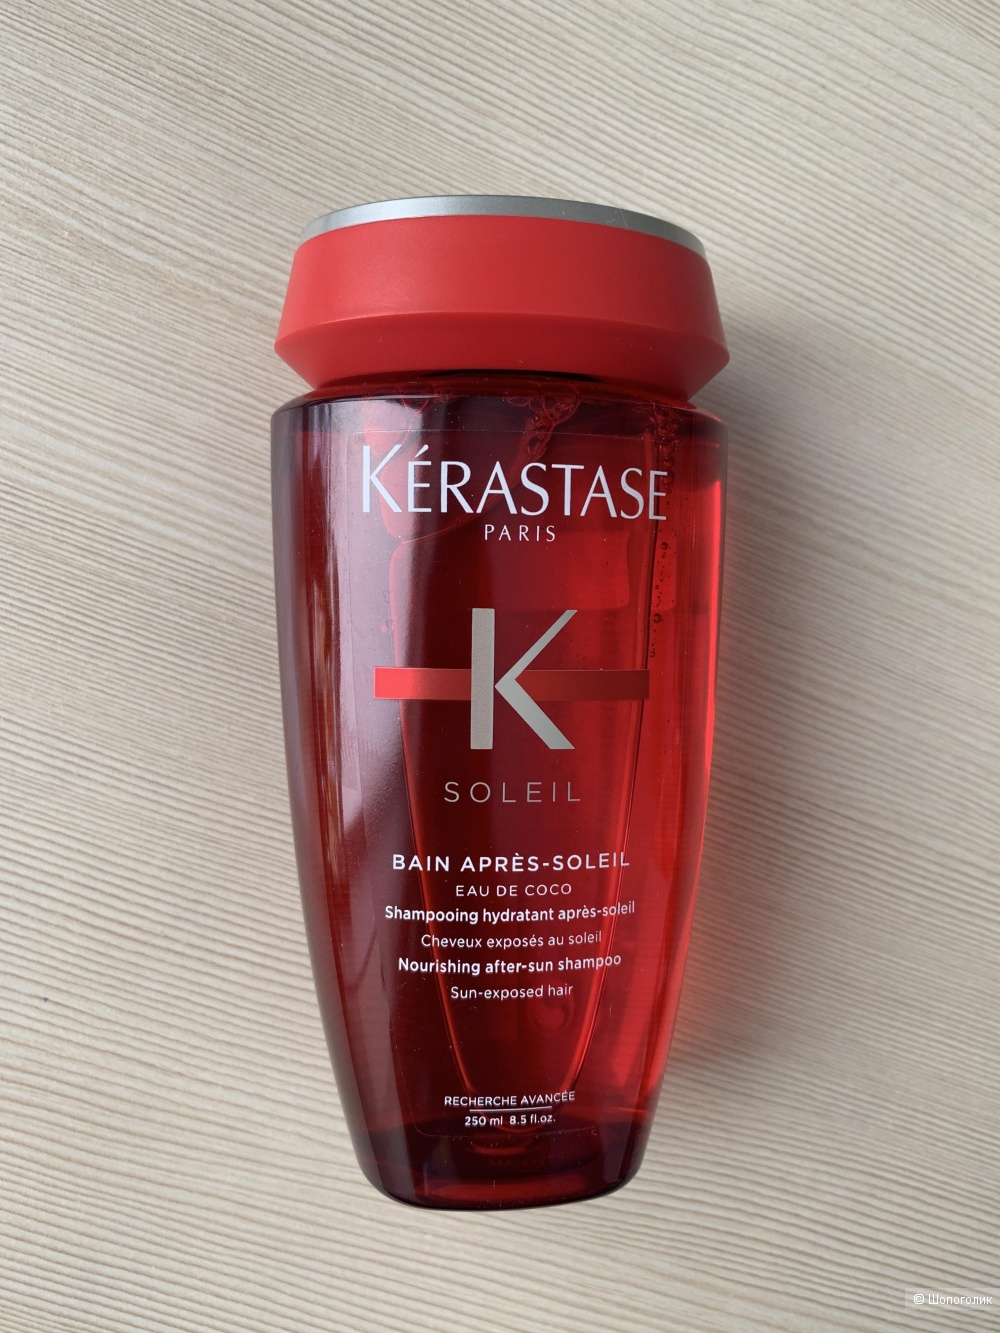 KÉRASTASE
PARIS
K
SOLEIL
BAIN APRÈS-SOLEIL
EAU DE COCO
Shampooing hydratant après-soleil
Cheveux exposés au soleil
Nourishing after-sun shampoo
Sun-exposed hair
RECHERCHE AVANCÉE
250 ml 8.5 fl.oz.
© Шопоголик